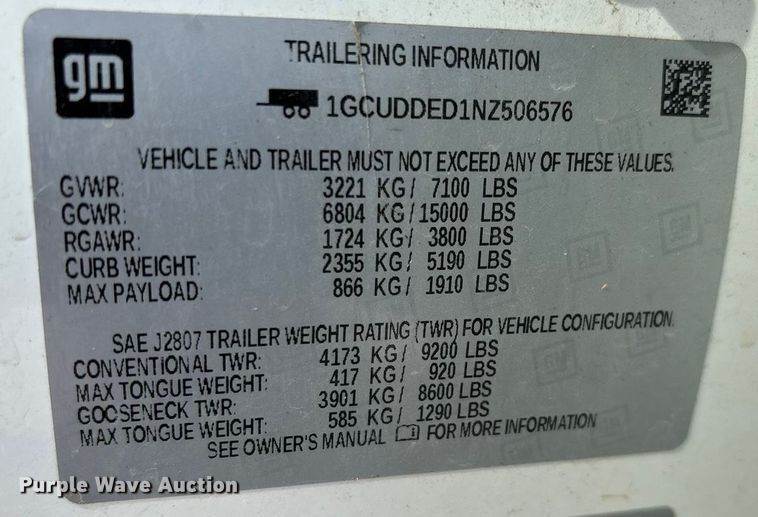 gm
TRAILERING INFORMATION
1GCUDDED1NZ506576
VEHICLE AND TRAILER MUST NOT EXCEED ANY OF THESE VALUES.
GVWR: 3221 KG/ 7100 LBS
GCWR: 6804 KG/15000 LBS
RGAWR: 1724 KG/ 3800 LBS
CURB WEIGHT: 2355 KG/ 5190 LBS
MAX PAYLOAD: 866 KG/ 1910 LBS
SAE J2807 TRAILER WEIGHT RATING (TWR) FOR VEHICLE CONFIGURATION.
CONVENTIONAL TWR: 4173 KG/ 9200 LBS
MAX TONGUE WEIGHT: 417 KG/ 920 LBS
GOOSENECK TWR: 3901 KG/ 8600 LBS
MAX TONGUE WEIGHT: 585 KG/ 1290 LBS
SEE OWNER'S MANUAL FOR MORE INFORMATION
Purple Wave Auction